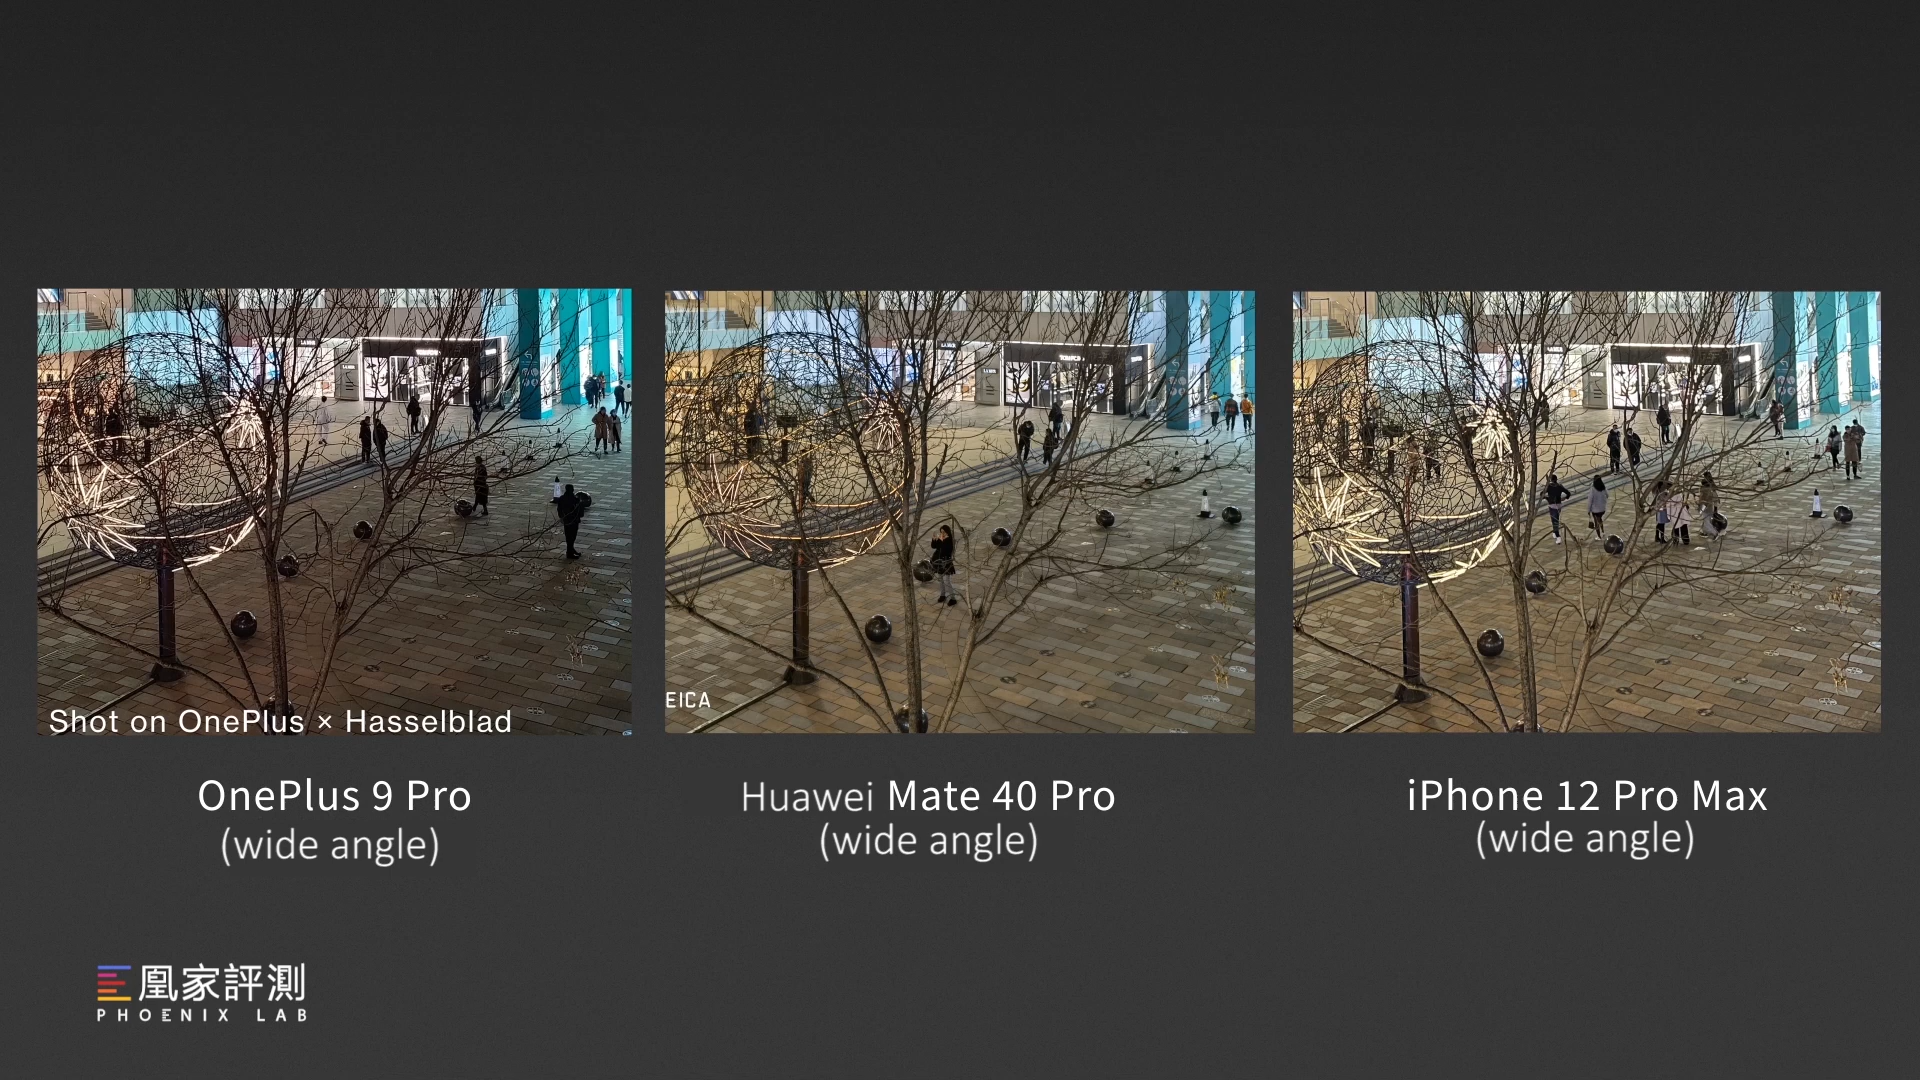 Shot on OnePlus × Hasselblad
EICA
OnePlus 9 Pro
(wide angle)
Huawei Mate 40 Pro
(wide angle)
iPhone 12 Pro Max
(wide angle)
凰家評測
PHOENIX LAB